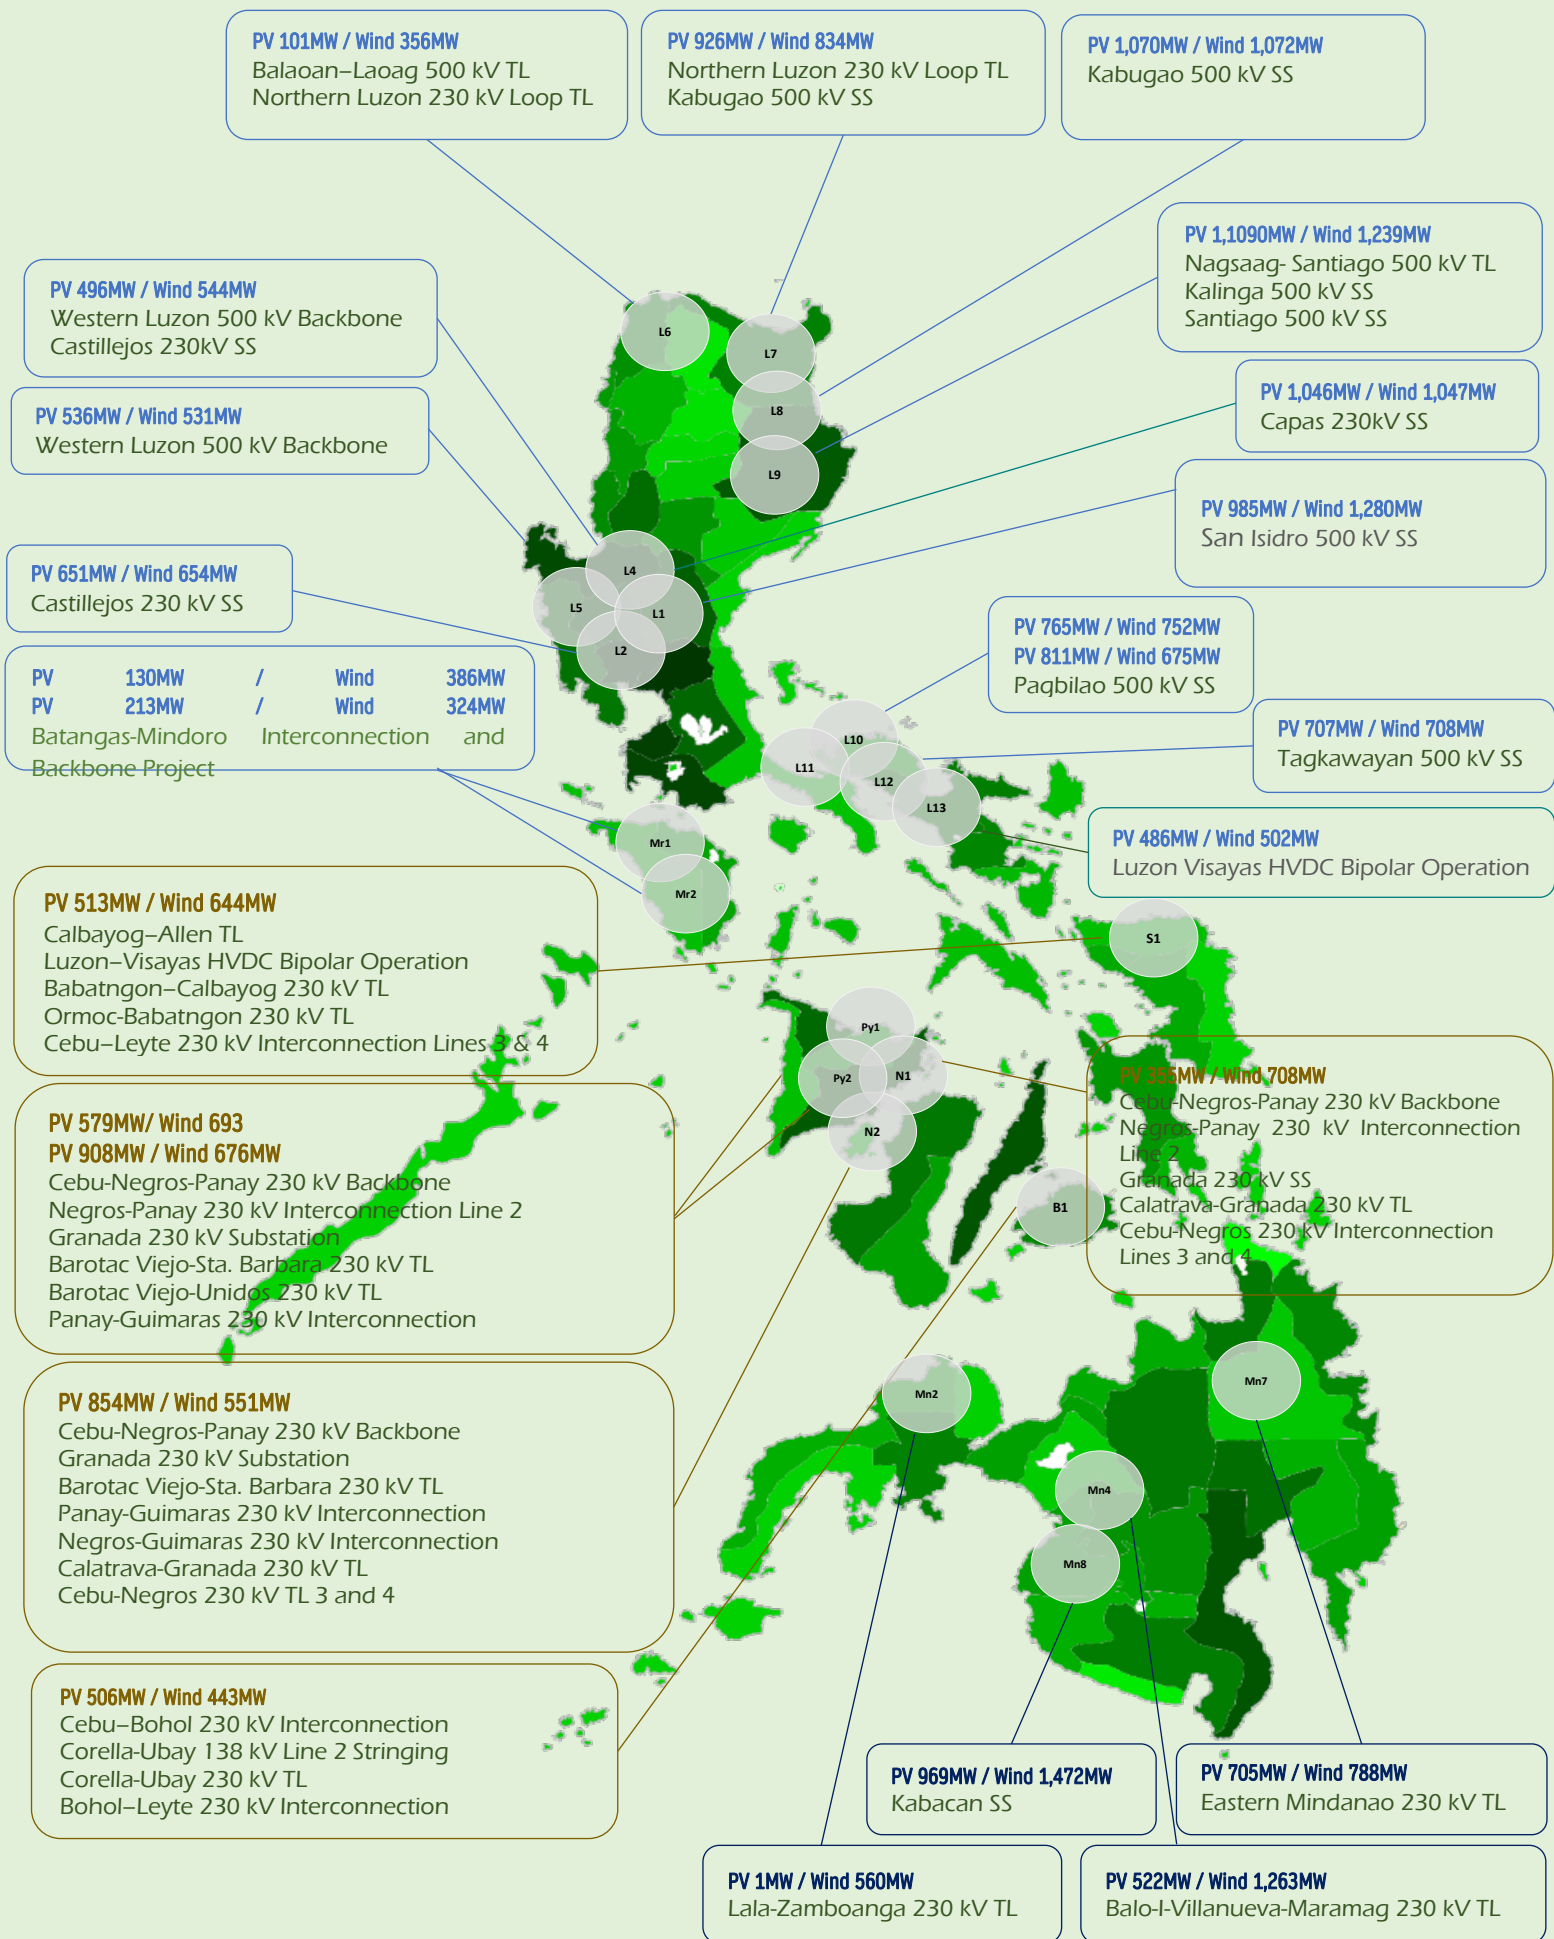 PV 101MW / Wind 356MW
Balaoan–Laoag 500 kV TL
Northern Luzon 230 kV Loop TL
PV 926MW / Wind 834MW
Northern Luzon 230 kV Loop TL
Kabugao 500 kV SS
PV 1,070MW / Wind 1,072MW
Kabugao 500 kV SS
PV 1,1090MW / Wind 1,239MW
Nagsaag- Santiago 500 kV TL
Kalinga 500 kV SS
Santiago 500 kV SS
PV 496MW / Wind 544MW
Western Luzon 500 kV Backbone
Castillejos 230kV SS
PV 536MW / Wind 531MW
Western Luzon 500 kV Backbone
PV 1,046MW / Wind 1,047MW
Capas 230kV SS
PV 985MW / Wind 1,280MW
San Isidro 500 kV SS
PV 651MW / Wind 654MW
Castillejos 230 kV SS
PV 130MW / Wind 386MW
PV 213MW / Wind 324MW
Batangas-Mindoro Interconnection and
Backbone Project
PV 765MW / Wind 752MW
PV 811MW / Wind 675MW
Pagbilao 500 kV SS
PV 707MW / Wind 708MW
Tagkawayan 500 kV SS
PV 486MW / Wind 502MW
Luzon Visayas HVDC Bipolar Operation
L6
L7
L8
L9
L4
L5
L1
L2
L10
L11
L12
L13
Mr1
Mr2
S1
Py1
Py2
N1
N2
B1
Mn2
Mn7
Mn4
Mn8
PV 513MW / Wind 644MW
Calbayog–Allen TL
Luzon–Visayas HVDC Bipolar Operation
Babatngon–Calbayog 230 kV TL
Ormoc-Babatngon 230 kV TL
Cebu–Leyte 230 kV Interconnection Lines 3 & 4
PV 579MW/ Wind 693
PV 908MW / Wind 676MW
Cebu-Negros-Panay 230 kV Backbone
Negros-Panay 230 kV Interconnection Line 2
Granada 230 kV Substation
Barotac Viejo-Sta. Barbara 230 kV TL
Barotac Viejo-Unidos 230 kV TL
Panay-Guimaras 230 kV Interconnection
PV 355MW / Wind 708MW
Cebu-Negros-Panay 230 kV Backbone
Negros-Panay 230 kV Interconnection
Line 2
Granada 230 kV SS
Calatrava-Granada 230 kV TL
Cebu-Negros 230 kV Interconnection
Lines 3 and 4
PV 854MW / Wind 551MW
Cebu-Negros-Panay 230 kV Backbone
Granada 230 kV Substation
Barotac Viejo-Sta. Barbara 230 kV TL
Panay-Guimaras 230 kV Interconnection
Negros-Guimaras 230 kV Interconnection
Calatrava-Granada 230 kV TL
Cebu-Negros 230 kV TL 3 and 4
PV 506MW / Wind 443MW
Cebu–Bohol 230 kV Interconnection
Corella-Ubay 138 kV Line 2 Stringing
Corella-Ubay 230 kV TL
Bohol–Leyte 230 kV Interconnection
PV 969MW / Wind 1,472MW
Kabacan SS
PV 705MW / Wind 788MW
Eastern Mindanao 230 kV TL
PV 1MW / Wind 560MW
Lala-Zamboanga 230 kV TL
PV 522MW / Wind 1,263MW
Balo-I-Villanueva-Maramag 230 kV TL